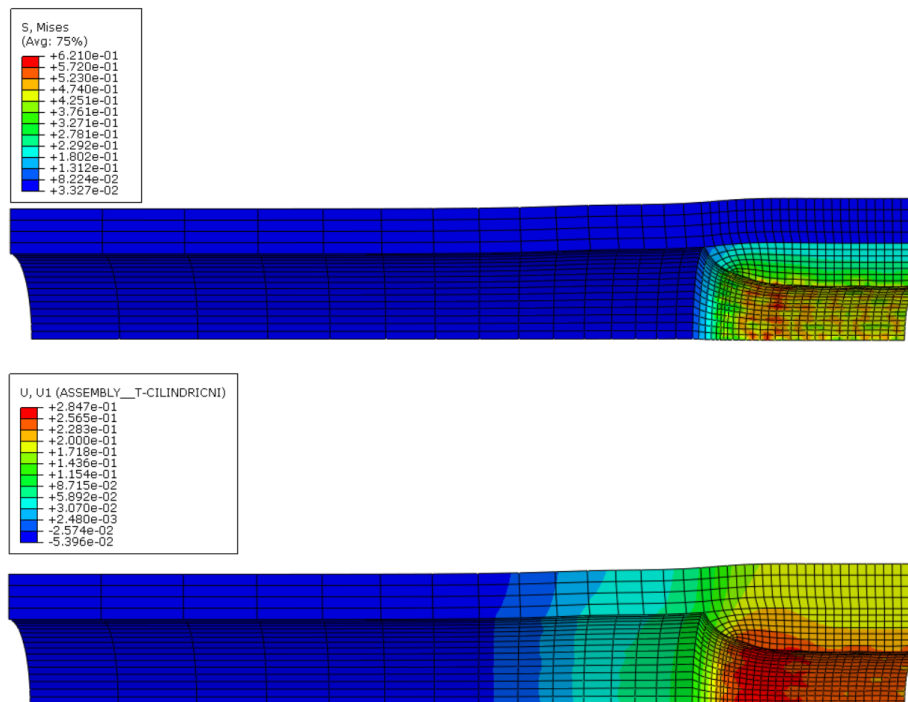 S, Mises
(Avg: 75%)
+6.210e-01
+5.720e-01
+5.230e-01
+4.740e-01
+4.251e-01
+3.761e-01
+3.271e-01
+2.781e-01
+2.292e-01
+1.802e-01
+1.312e-01
+8.224e-02
+3.327e-02
U, U1 (ASSEMBLY__T-CILINDRICNI)
+2.847e-01
+2.565e-01
+2.283e-01
+2.000e-01
+1.718e-01
+1.436e-01
+1.154e-01
+8.715e-02
+5.892e-02
+3.070e-02
+2.480e-03
-2.574e-02
-5.396e-02